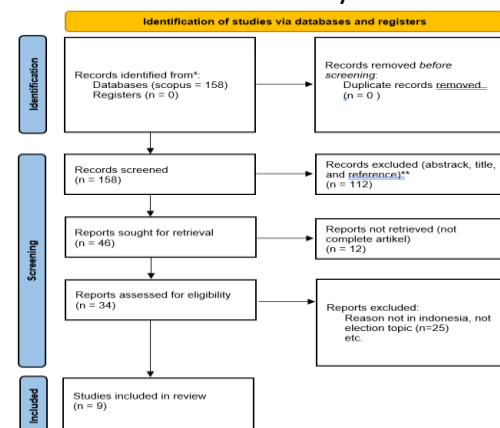 Identification of studies via databases and registers
Identification
Records identified from*:
Databases (scopus = 158)
Registers (n = 0)
Records removed before
screening:
Duplicate records removed
(n = 0 )
Screening
Records screened
(n = 158)
Records excluded (abstrack, title,
and reference)**
(n = 112)
Reports sought for retrieval
(n = 46)
Reports not retrieved (not
complete artikel)
(n = 12)
Reports assessed for eligibility
(n = 34)
Reports excluded:
Reason not in indonesia, not
election topic (n=25)
etc.
Included
Studies included in review
(n = 9)